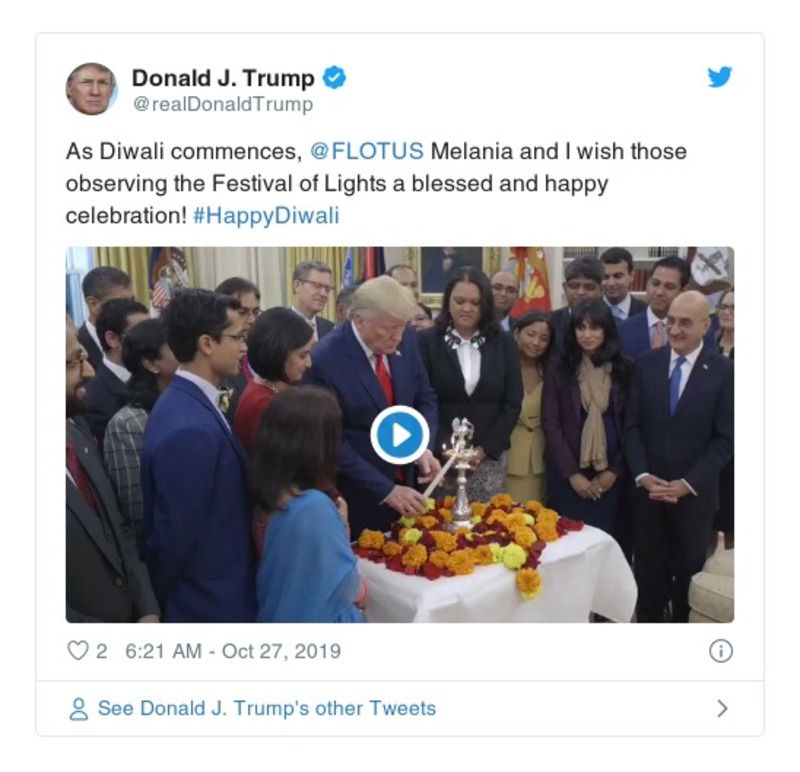 Donald J. Trump
@realDonaldTrump
As Diwali commences, @FLOTUS Melania and I wish those
observing the Festival of Lights a blessed and happy
celebration! #HappyDiwali
2 6:21 AM - Oct 27, 2019
See Donald J. Trump's other Tweets